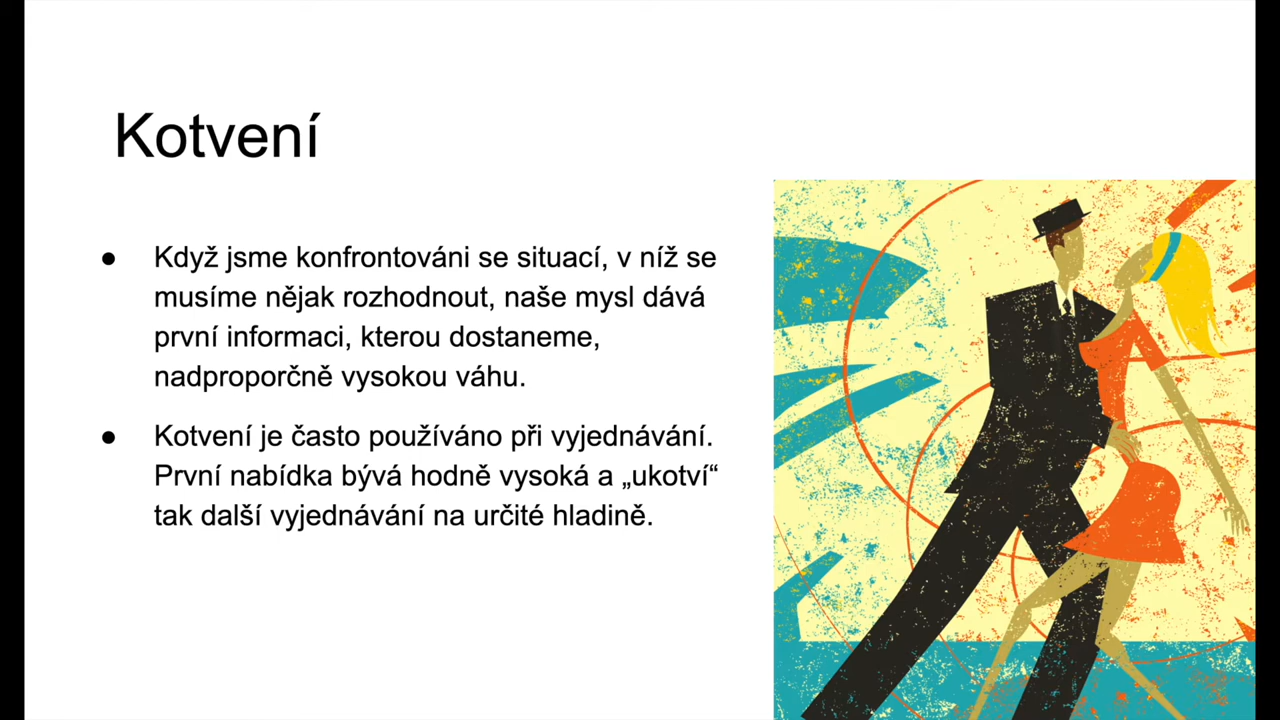 Kotvení
● Když jsme konfrontováni se situací, v níž se
musíme nějak rozhodnout, naše mysl dává
první informaci, kterou dostaneme,
nadproporčně vysokou váhu.
● Kotvení je často používáno při vyjednávání.
První nabídka bývá hodně vysoká a „ukotví“
tak další vyjednávání na určité hladině.